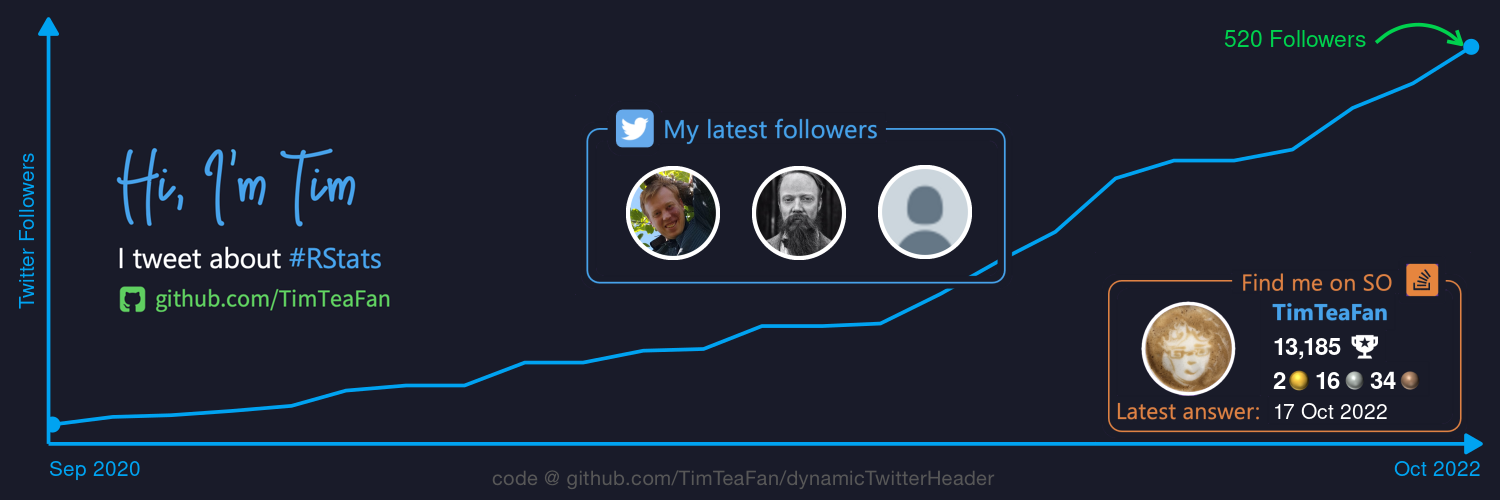 520 Followers
Twitter Followers
Hi, I'm Tim
I tweet about #RStats
github.com/TimTeaFan
My latest followers
Find me on SO
TimTeaFan
13,185
2 16 34
Latest answer: 17 Oct 2022
Sep 2020
Oct 2022
code @ github.com/TimTeaFan/dynamicTwitterHeader